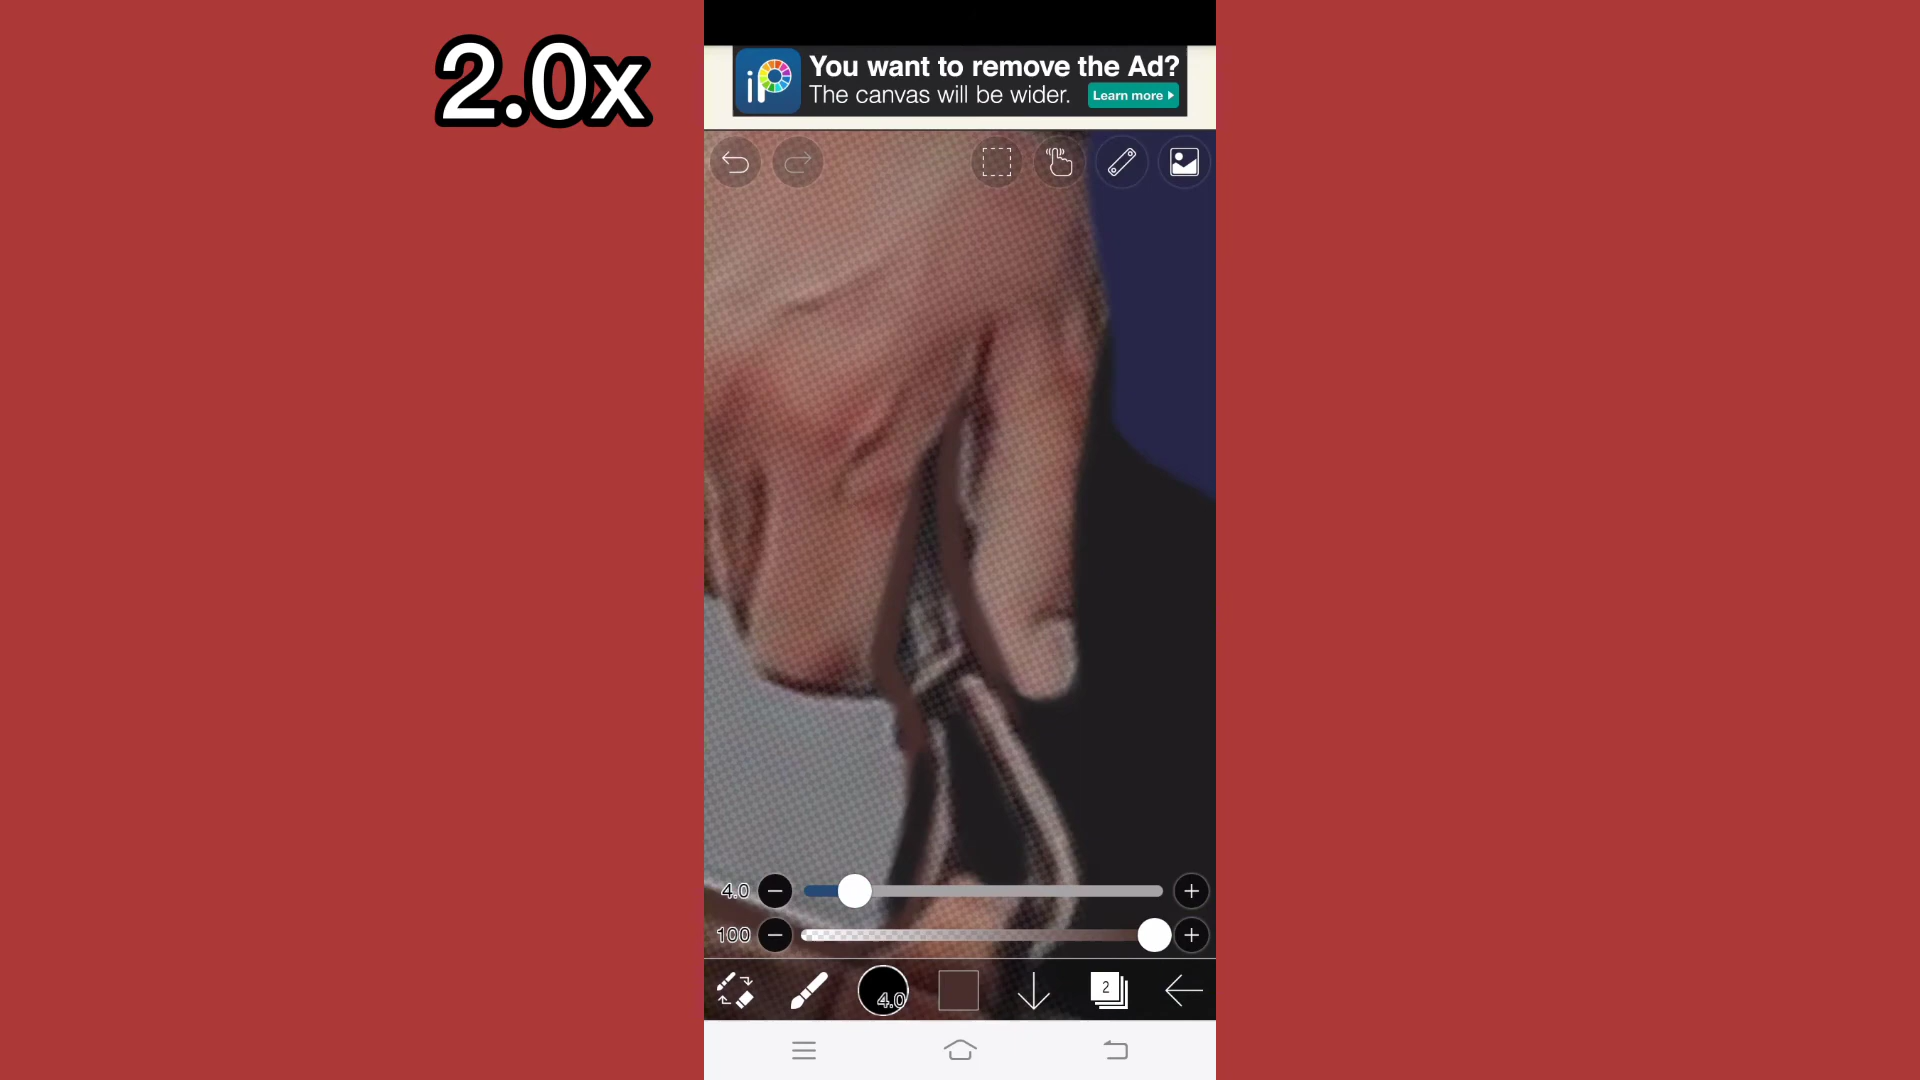 2.0x
iP
You want to remove the Ad?
The canvas will be wider.
Learn more
4.0
100
4.0
2